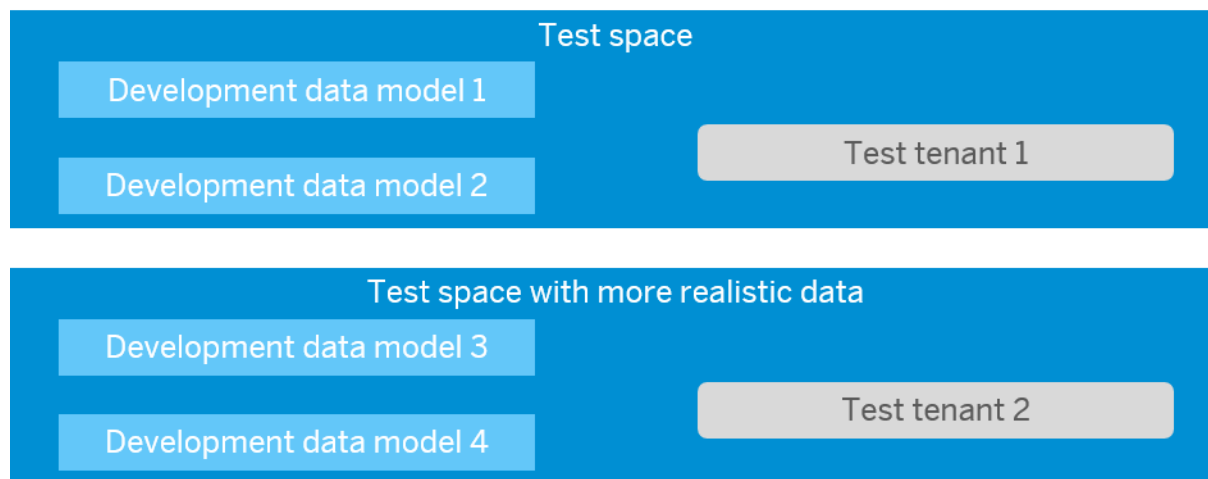 Test space
Development data model 1
Test tenant 1
Development data model 2
Test space with more realistic data
Development data model 3
Test tenant 2
Development data model 4